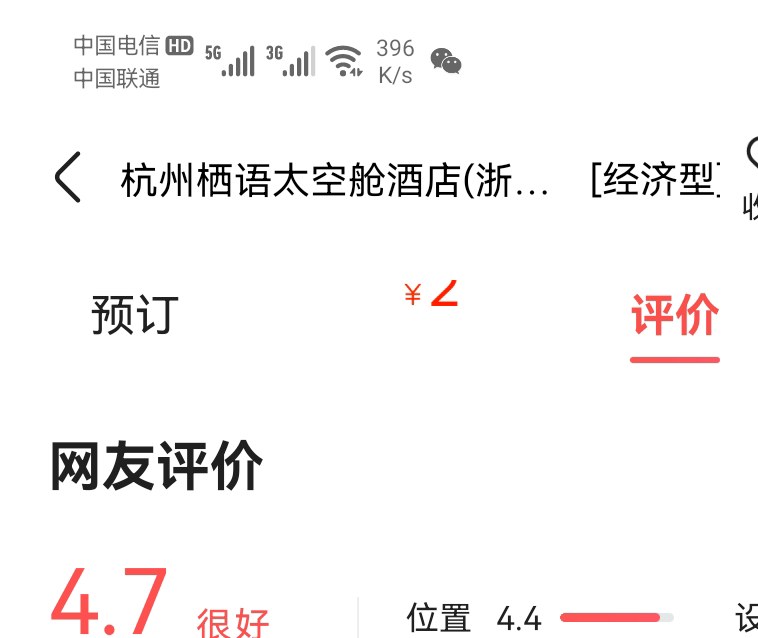 中国电信 HD 5G 3G 396
中国联通 K/s
杭州栖语太空舱酒店(浙... [经济型]
收
预订 ¥2 评价
网友评价
4.7 很好 位置 4.4 设